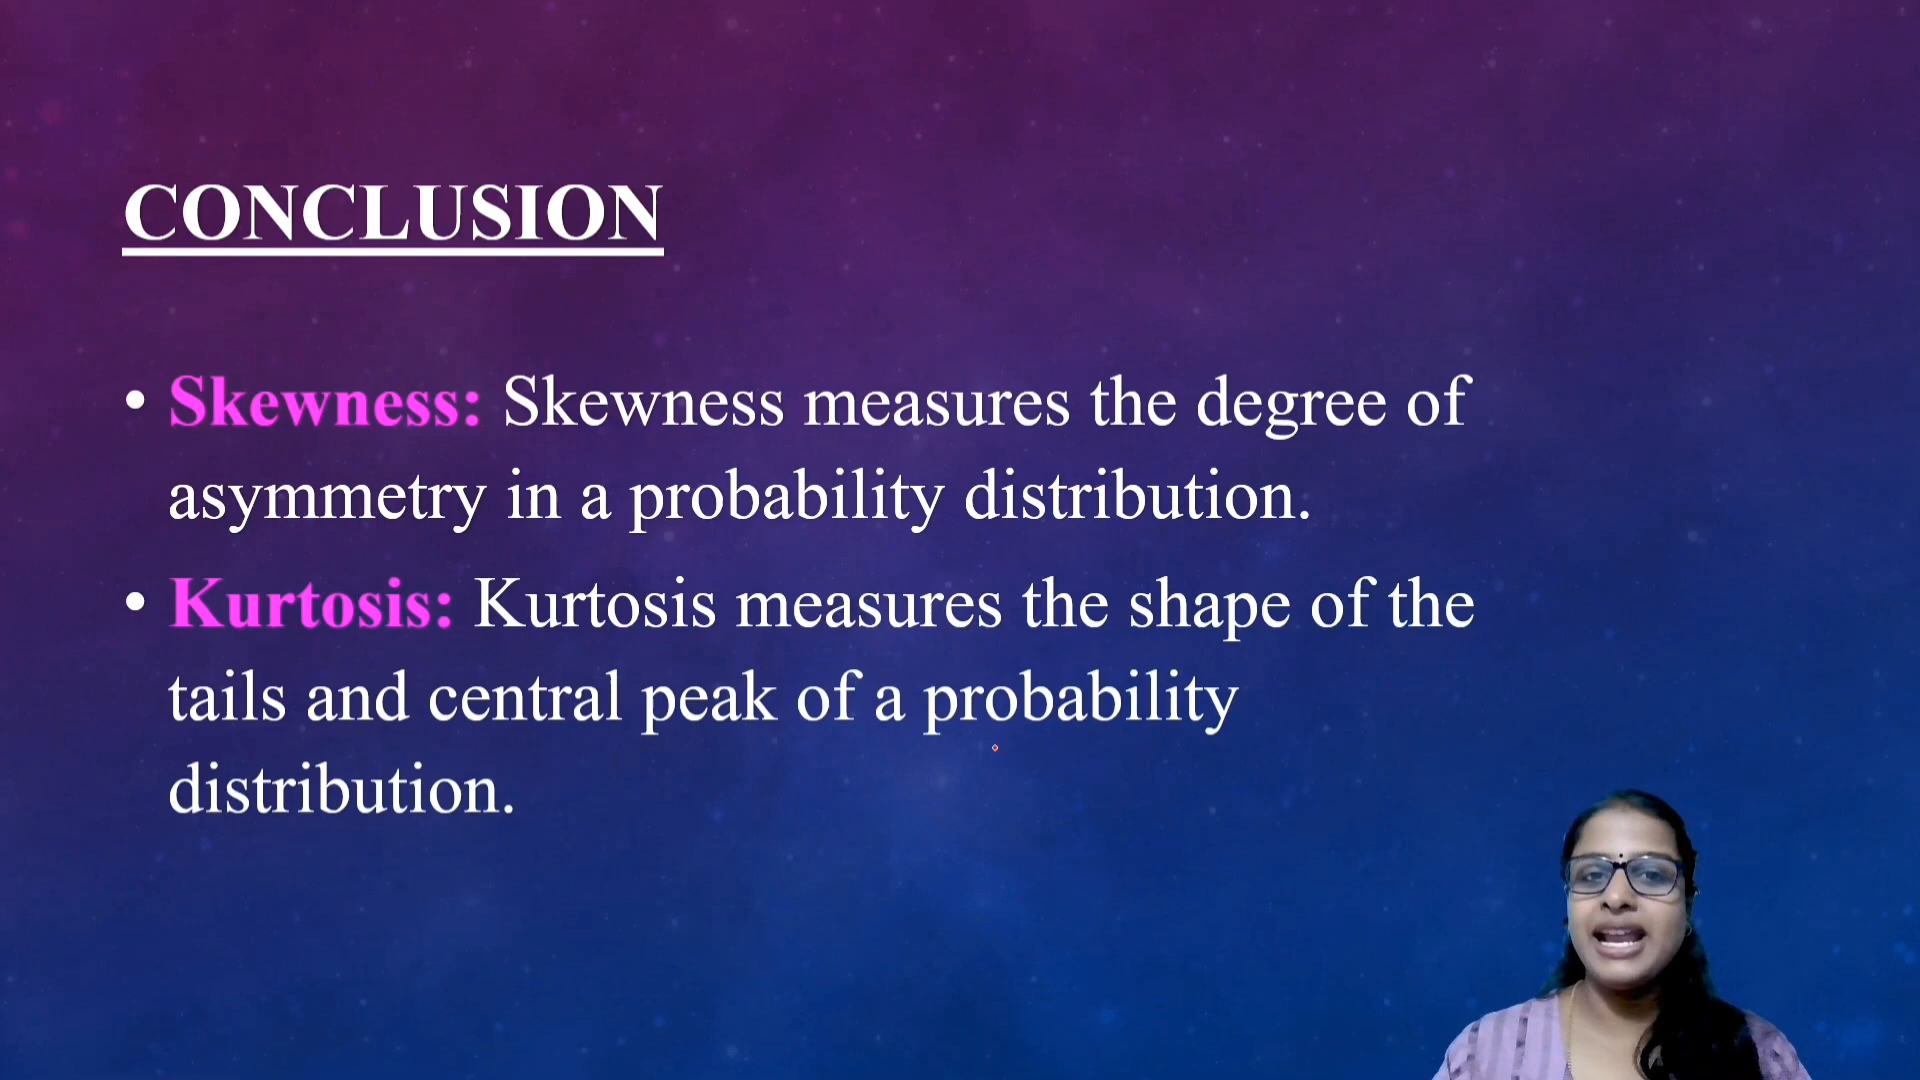 CONCLUSION
• Skewness: Skewness measures the degree of
asymmetry in a probability distribution.
• Kurtosis: Kurtosis measures the shape of the
tails and central peak of a probability
distribution.